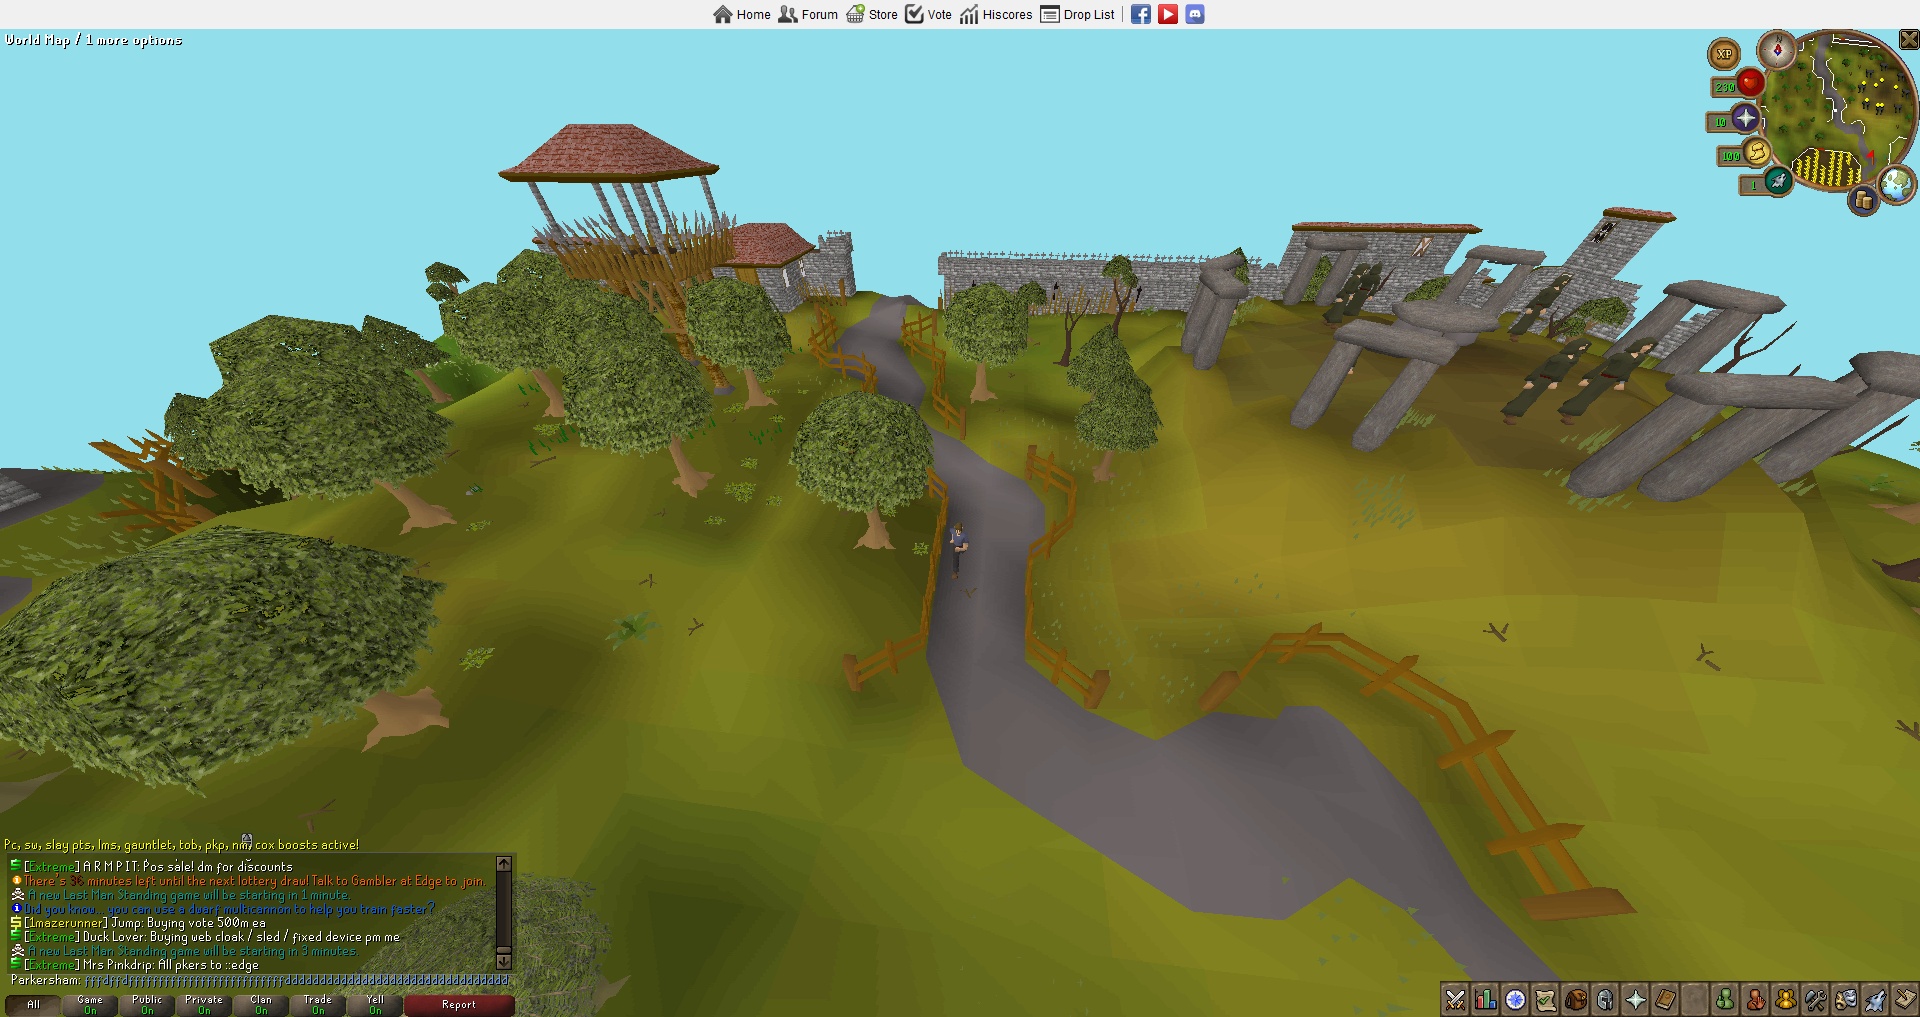 Home Forum Store Vote Hiscores Drop List
World Map / 1 more options
XP
N
230
10
100
1
Pc, sw, slay pts, lms, gauntlet, tob, pkp, nm, cox boosts active!
[Extreme] A R M P I T: Pos sale! dm for discounts
There's 36 minutes left until the next lottery draw! Talk to Gambler at Edge to join.
A new Last Man Standing game will be starting in 1 minute.
Did you know... you can use a dwarf multicannon to help you train faster?
[1mazerunner] Jump: Buying vote 500m ea
[Extreme] Duck Lover: Buying web cloak / sled / fixed device pm me
A new Last Man Standing game will be starting in 3 minutes.
[Extreme] Mrs Pinkdrip: All pkers to ::edge
Parkersham:
All Game Public Private Clan Trade Yell Report
On On On On On On